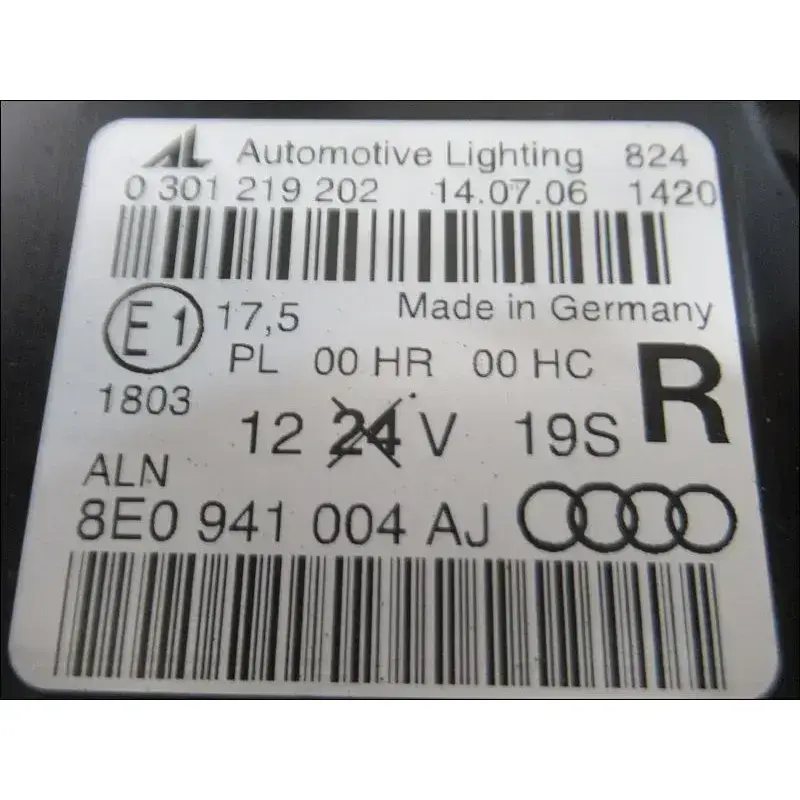 AL Automotive Lighting 824
0 301 219 202 14.07.06 1420
E1 17,5 Made in Germany
PL 00 HR 00 HC R
1803
12 24 V 19S
ALN
8E0 941 004 AJ